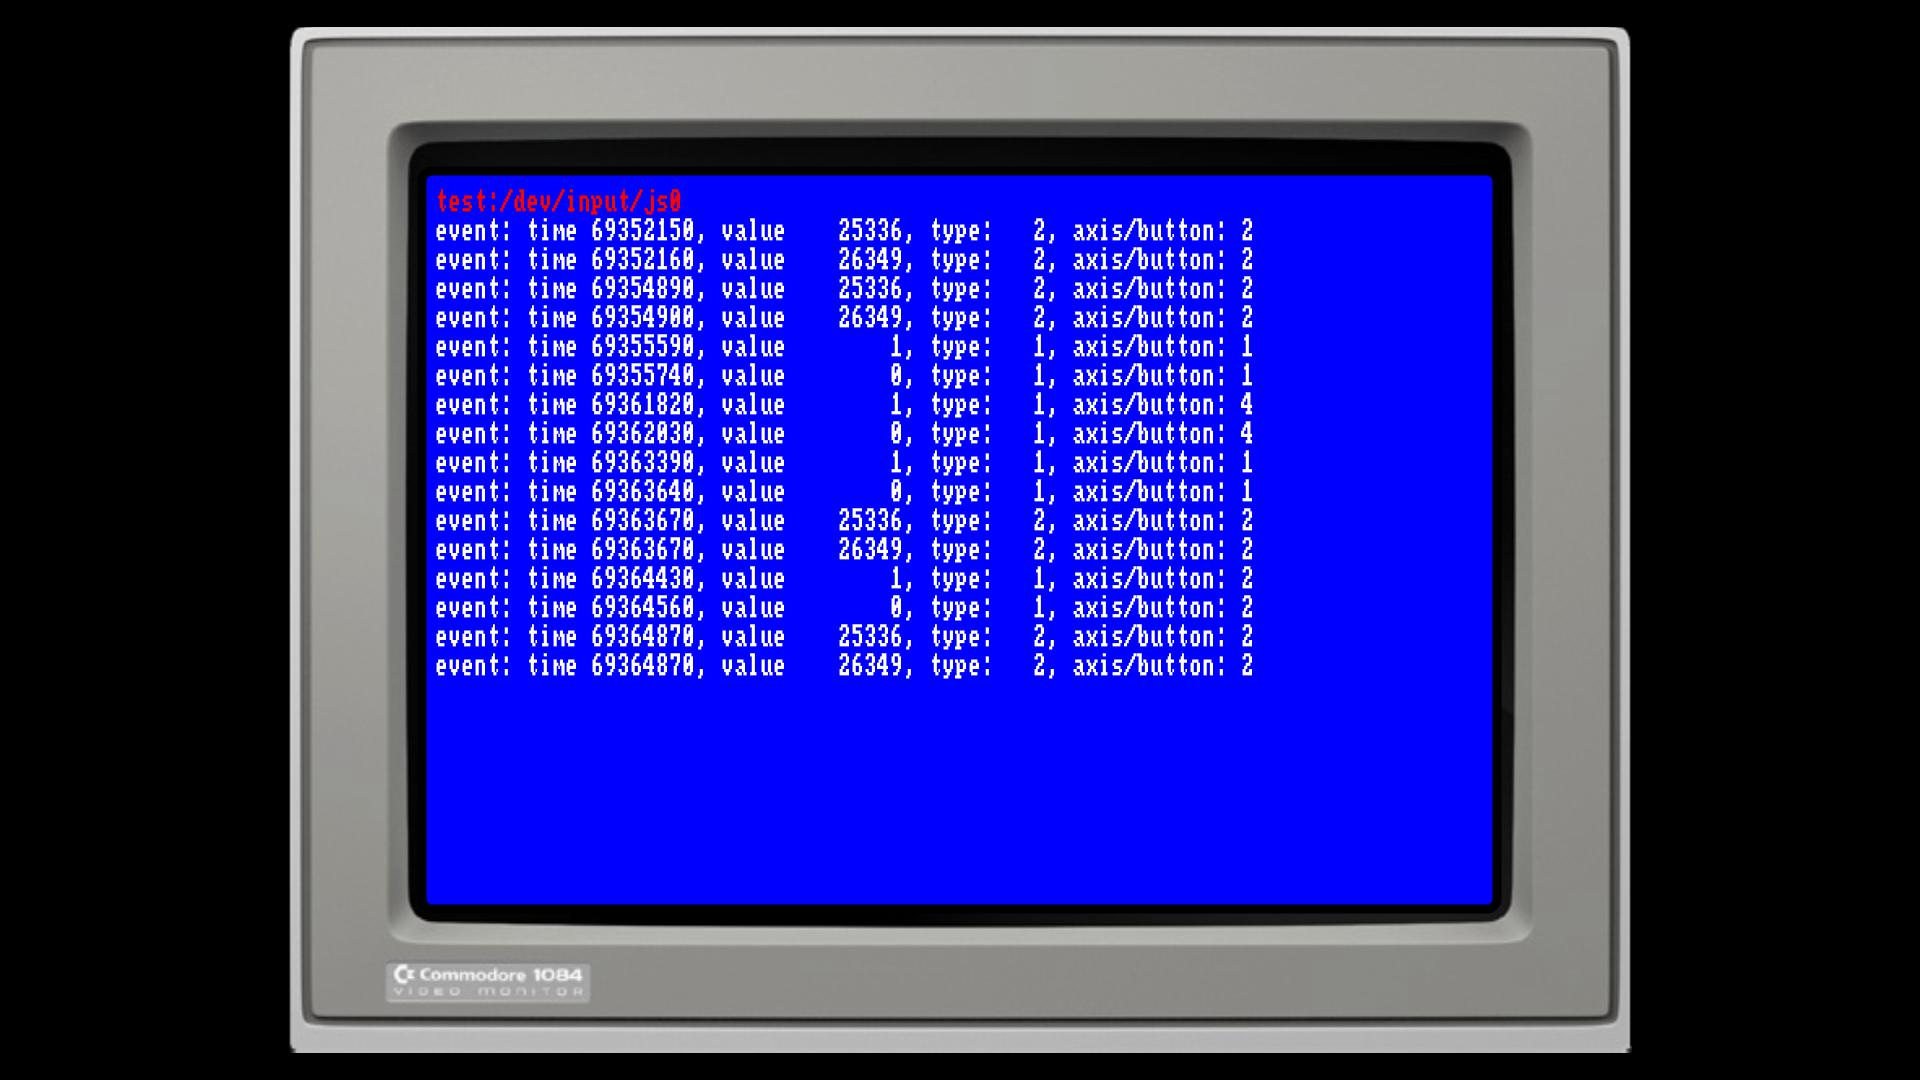 test:/dev/input/js0
event: time 69352150, value 25336, type: 2, axis/button: 2
event: time 69352160, value 26349, type: 2, axis/button: 2
event: time 69354890, value 25336, type: 2, axis/button: 2
event: time 69354900, value 26349, type: 2, axis/button: 2
event: time 69355590, value 1, type: 1, axis/button: 1
event: time 69355740, value 0, type: 1, axis/button: 1
event: time 69361820, value 1, type: 1, axis/button: 4
event: time 69362030, value 0, type: 1, axis/button: 4
event: time 69363390, value 1, type: 1, axis/button: 1
event: time 69363640, value 0, type: 1, axis/button: 1
event: time 69363670, value 25336, type: 2, axis/button: 2
event: time 69363670, value 26349, type: 2, axis/button: 2
event: time 69364430, value 1, type: 1, axis/button: 2
event: time 69364560, value 0, type: 1, axis/button: 2
event: time 69364870, value 25336, type: 2, axis/button: 2
event: time 69364870, value 26349, type: 2, axis/button: 2
Commodore 1084
VIDEO MONITOR